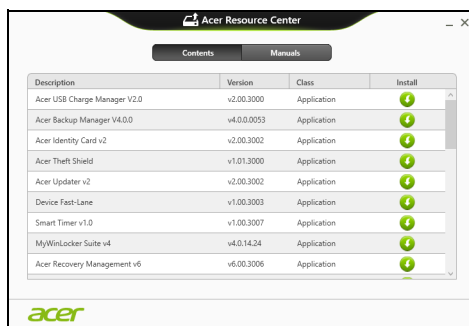 Acer Resource Center
Contents Manuals
Description Version Class Install
Acer USB Charge Manager V2.0 v2.00.3000 Application
Acer Backup Manager V4.0.0 v4.0.0.0053 Application
Acer Identity Card v2 v2.00.3002 Application
Acer Theft Shield v1.01.3000 Application
Acer Updater v2 v2.00.3002 Application
Device Fast-Lane v1.00.3003 Application
Smart Timer v1.0 v1.00.3007 Application
MyWinLocker Suite v4 v4.0.14.24 Application
Acer Recovery Management v6 v6.00.3006 Application
acer